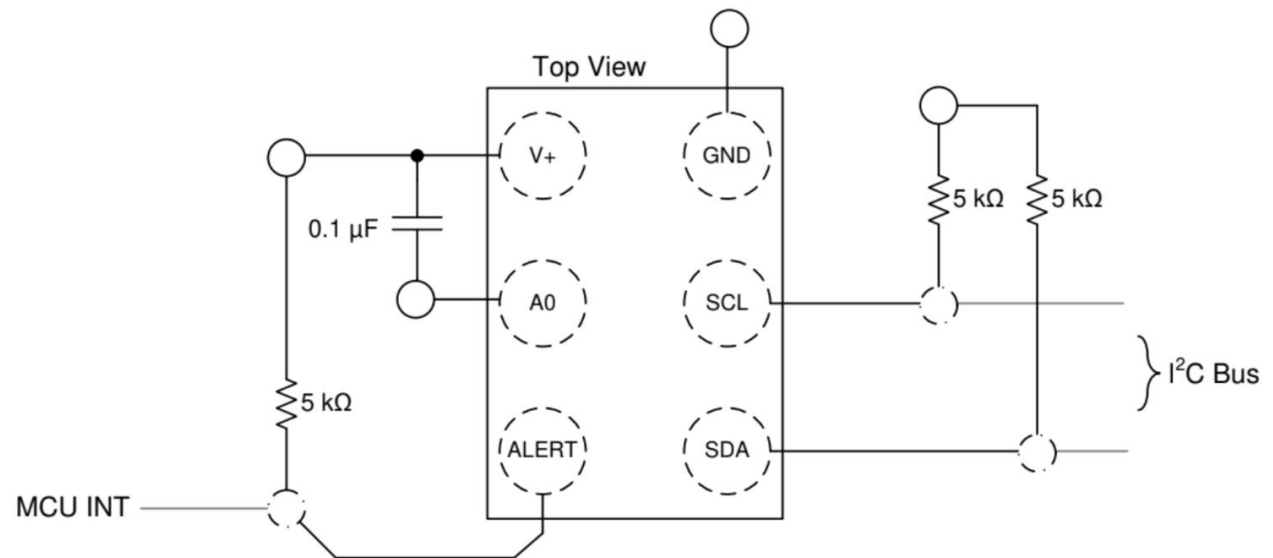 Top View
V+
GND
5 kΩ
5 kΩ
0.1 µF
A0
SCL
I²C Bus
5 kΩ
ALERT
SDA
MCU INT